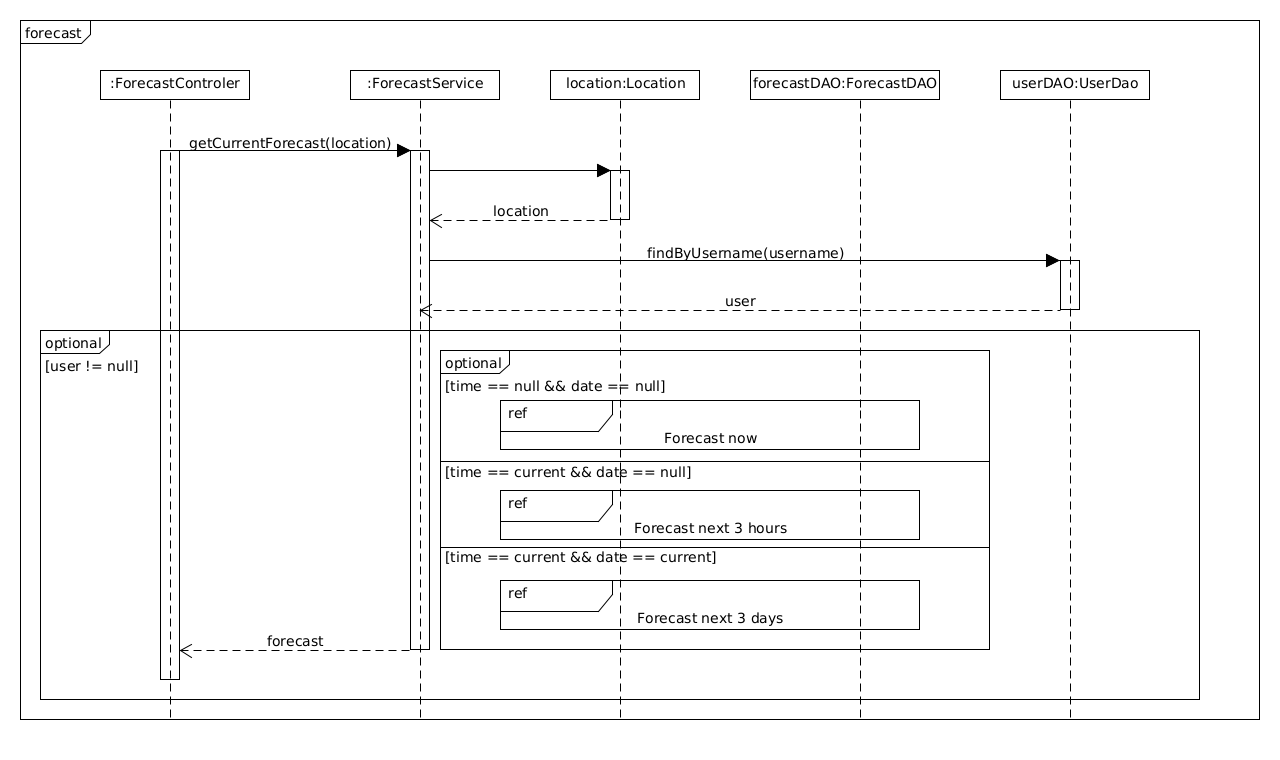 forecast
:ForecastControler
:ForecastService
location:Location
forecastDAO:ForecastDAO
userDAO:UserDao
getCurrentForecast(location)
location
findByUsername(username)
user
optional
[user != null]
optional
[time == null && date == null]
ref
Forecast now
[time == current && date == null]
ref
Forecast next 3 hours
[time == current && date == current]
ref
Forecast next 3 days
forecast